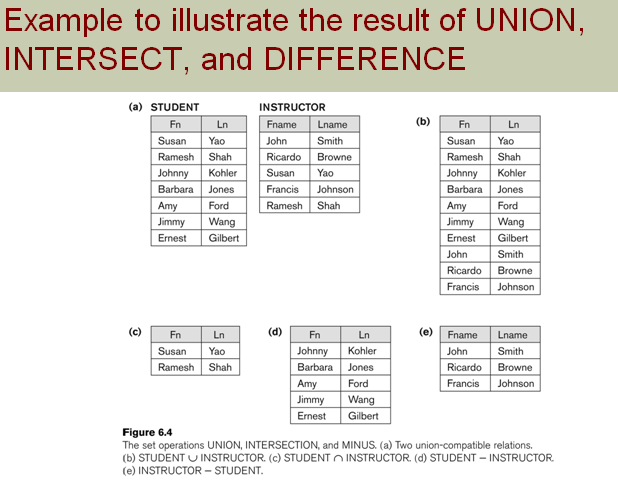 Example to illustrate the result of UNION,
INTERSECT, and DIFFERENCE
(a) STUDENT
Fn Ln
Susan Yao
Ramesh Shah
Johnny Kohler
Barbara Jones
Amy Ford
Jimmy Wang
Ernest Gilbert
INSTRUCTOR
Fname Lname
John Smith
Ricardo Browne
Susan Yao
Francis Johnson
Ramesh Shah
(b)
Fn Ln
Susan Yao
Ramesh Shah
Johnny Kohler
Barbara Jones
Amy Ford
Jimmy Wang
Ernest Gilbert
John Smith
Ricardo Browne
Francis Johnson
(c)
Fn Ln
Susan Yao
Ramesh Shah
(d)
Fn Ln
Johnny Kohler
Barbara Jones
Amy Ford
Jimmy Wang
Ernest Gilbert
(e)
Fname Lname
John Smith
Ricardo Browne
Francis Johnson
Figure 6.4
The set operations UNION, INTERSECTION, and MINUS. (a) Two union-compatible relations.
(b) STUDENT ∪ INSTRUCTOR. (c) STUDENT ∩ INSTRUCTOR. (d) STUDENT − INSTRUCTOR.
(e) INSTRUCTOR − STUDENT.